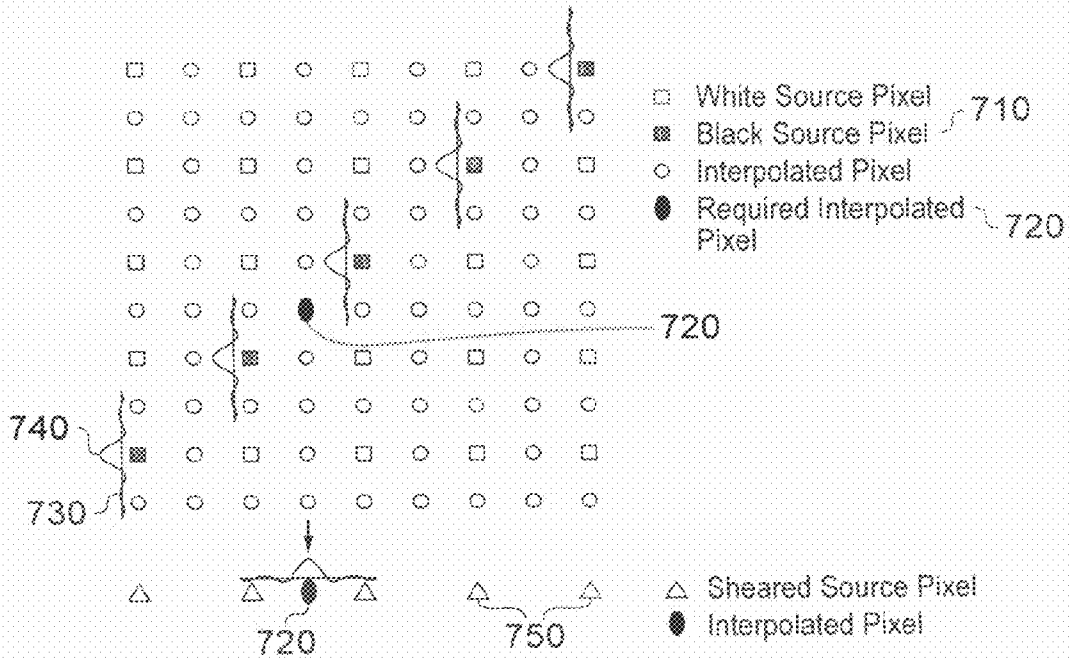 White Source Pixel
Black Source Pixel 710
Interpolated Pixel
Required Interpolated
Pixel
720
720
740
730
Sheared Source Pixel
720
750
Interpolated Pixel